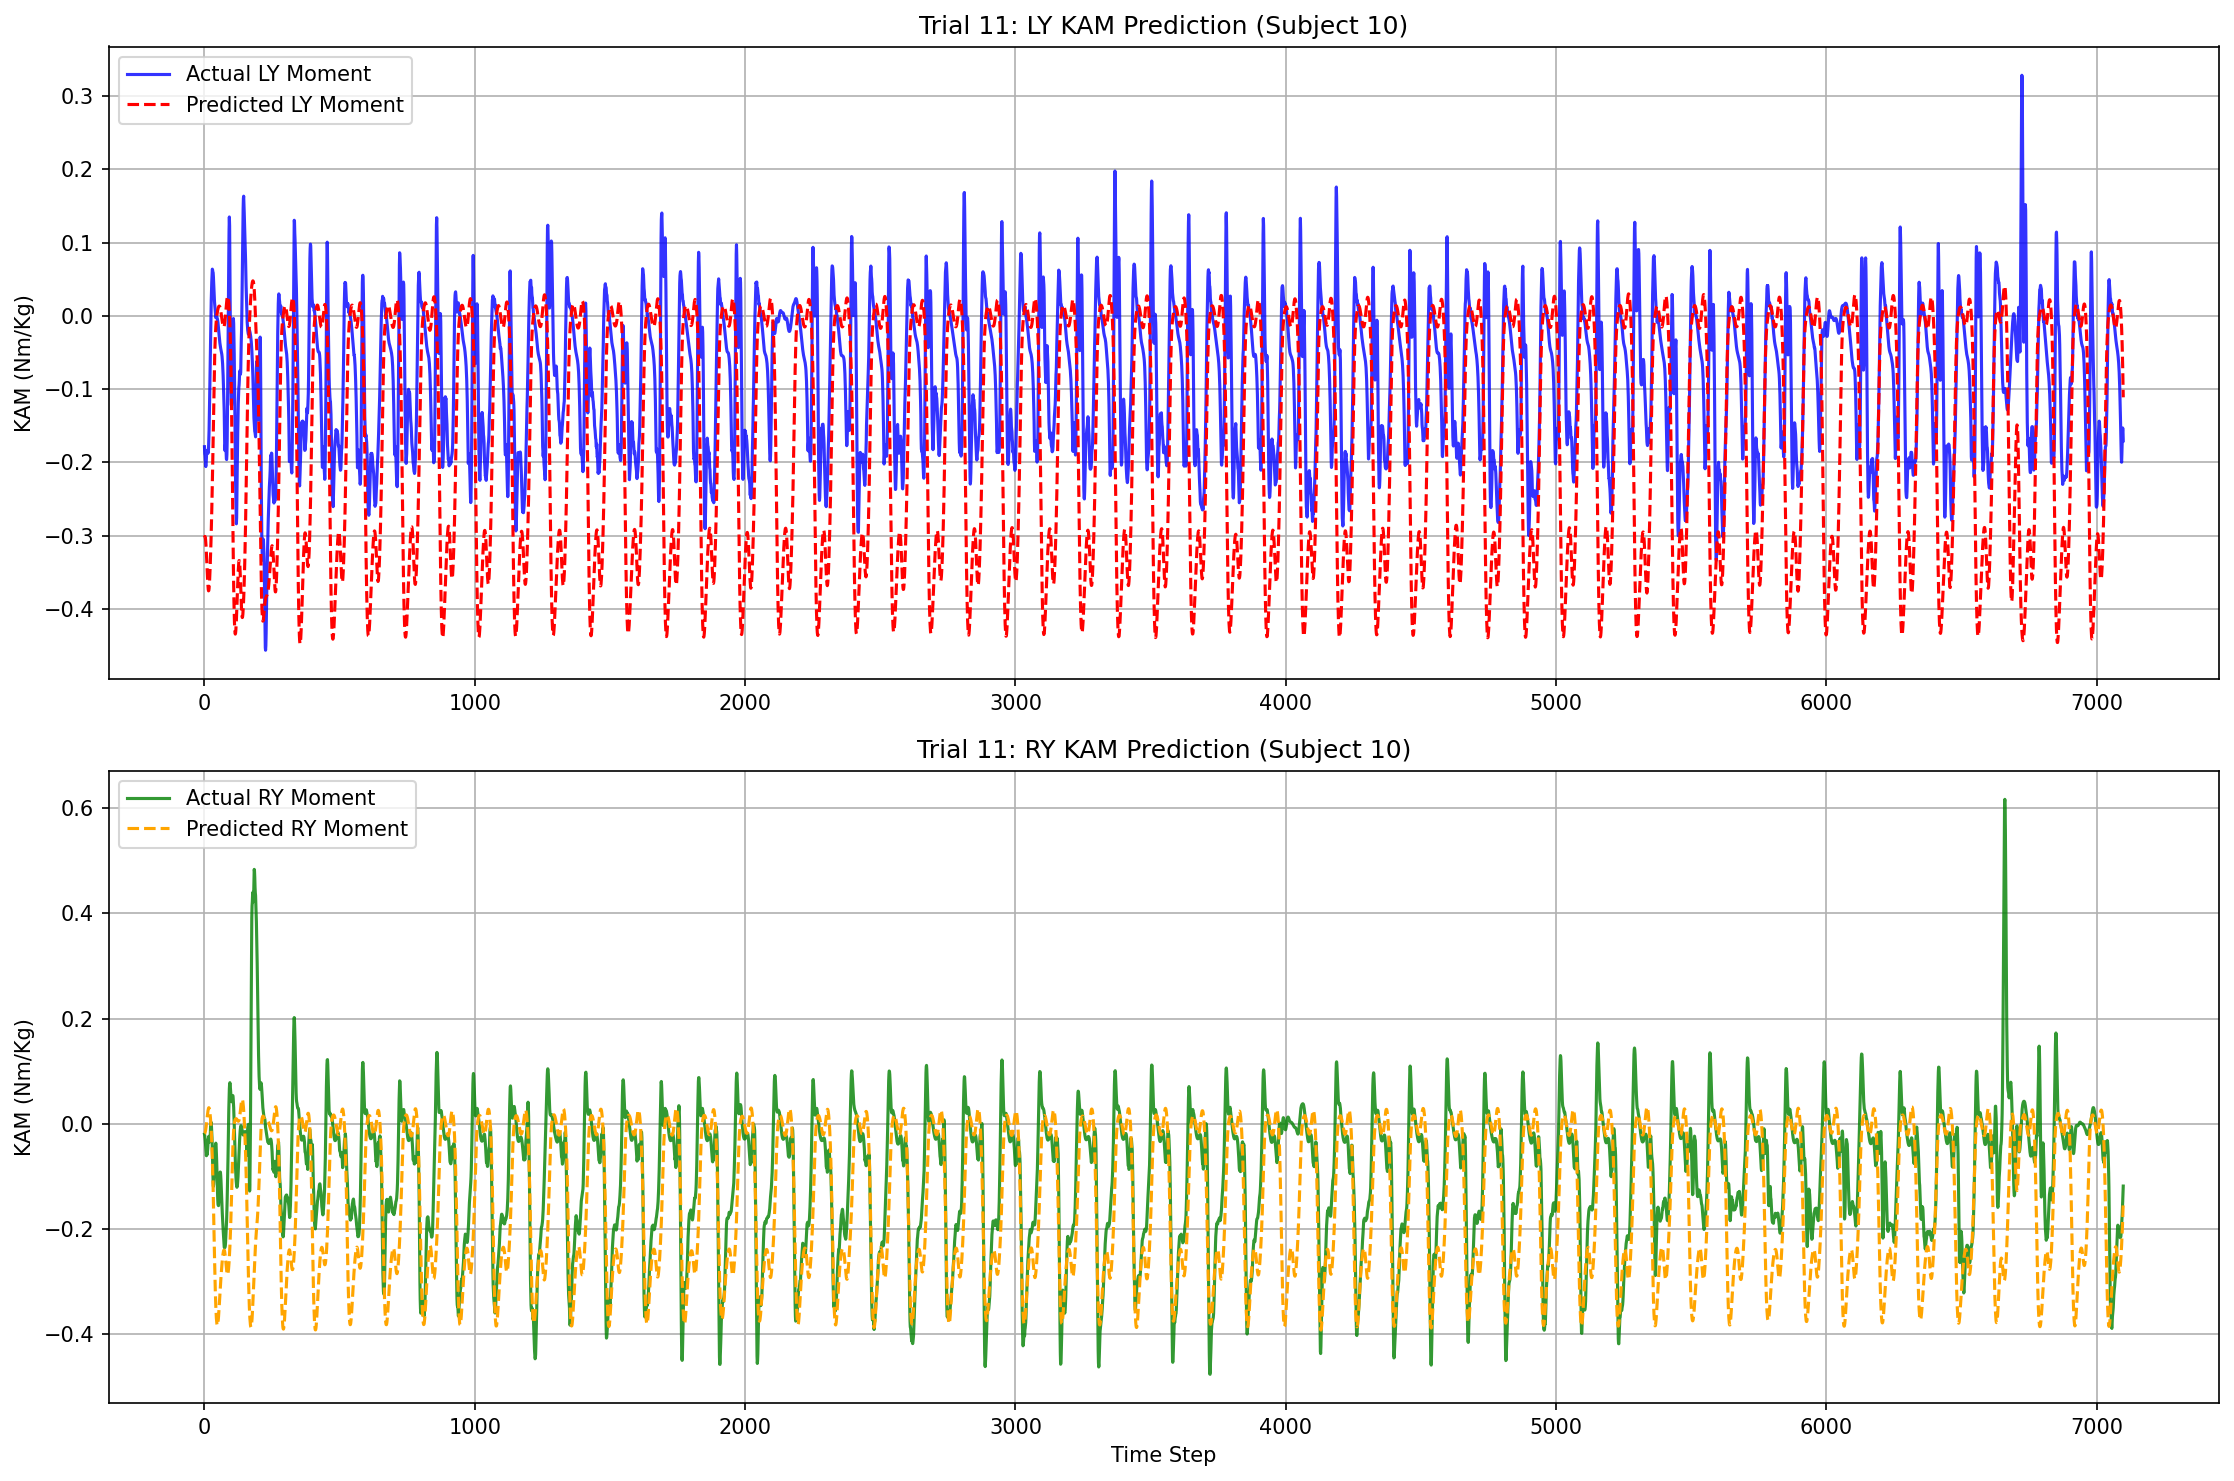 Trial 11: LY KAM Prediction (Subject 10)
Actual LY Moment
Predicted LY Moment
KAM (Nm/Kg)
0.3
0.2
0.1
0.0
−0.1
−0.2
−0.3
−0.4
0 1000 2000 3000 4000 5000 6000 7000
Trial 11: RY KAM Prediction (Subject 10)
Actual RY Moment
Predicted RY Moment
KAM (Nm/Kg)
0.6
0.4
0.2
0.0
−0.2
−0.4
0 1000 2000 3000 4000 5000 6000 7000
Time Step